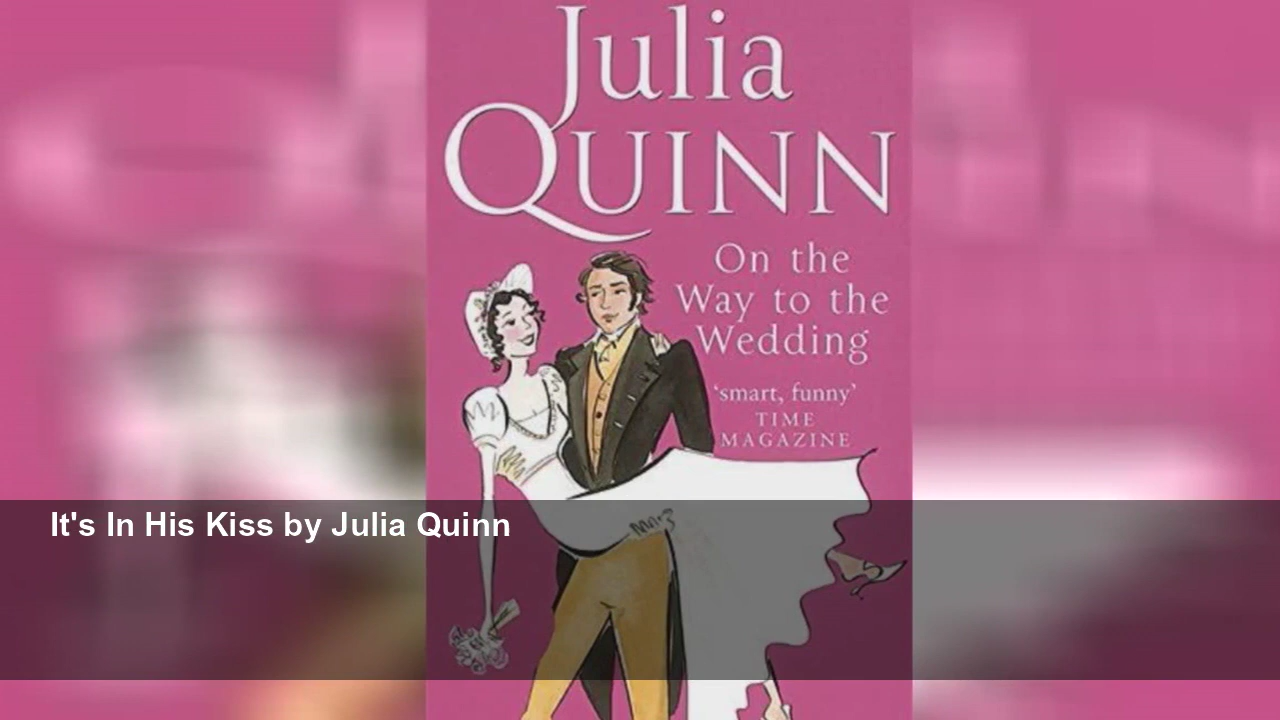 Julia
QUINN
On the
Way to the
Wedding
‘smart, funny’
TIME
MAGAZINE
It's In His Kiss by Julia Quinn